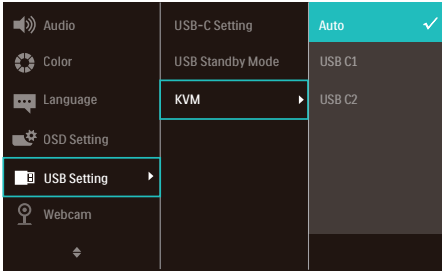 Audio
Color
Language
OSD Setting
USB Setting
Webcam
USB-C Setting
USB Standby Mode
KVM
Auto
USB C1
USB C2